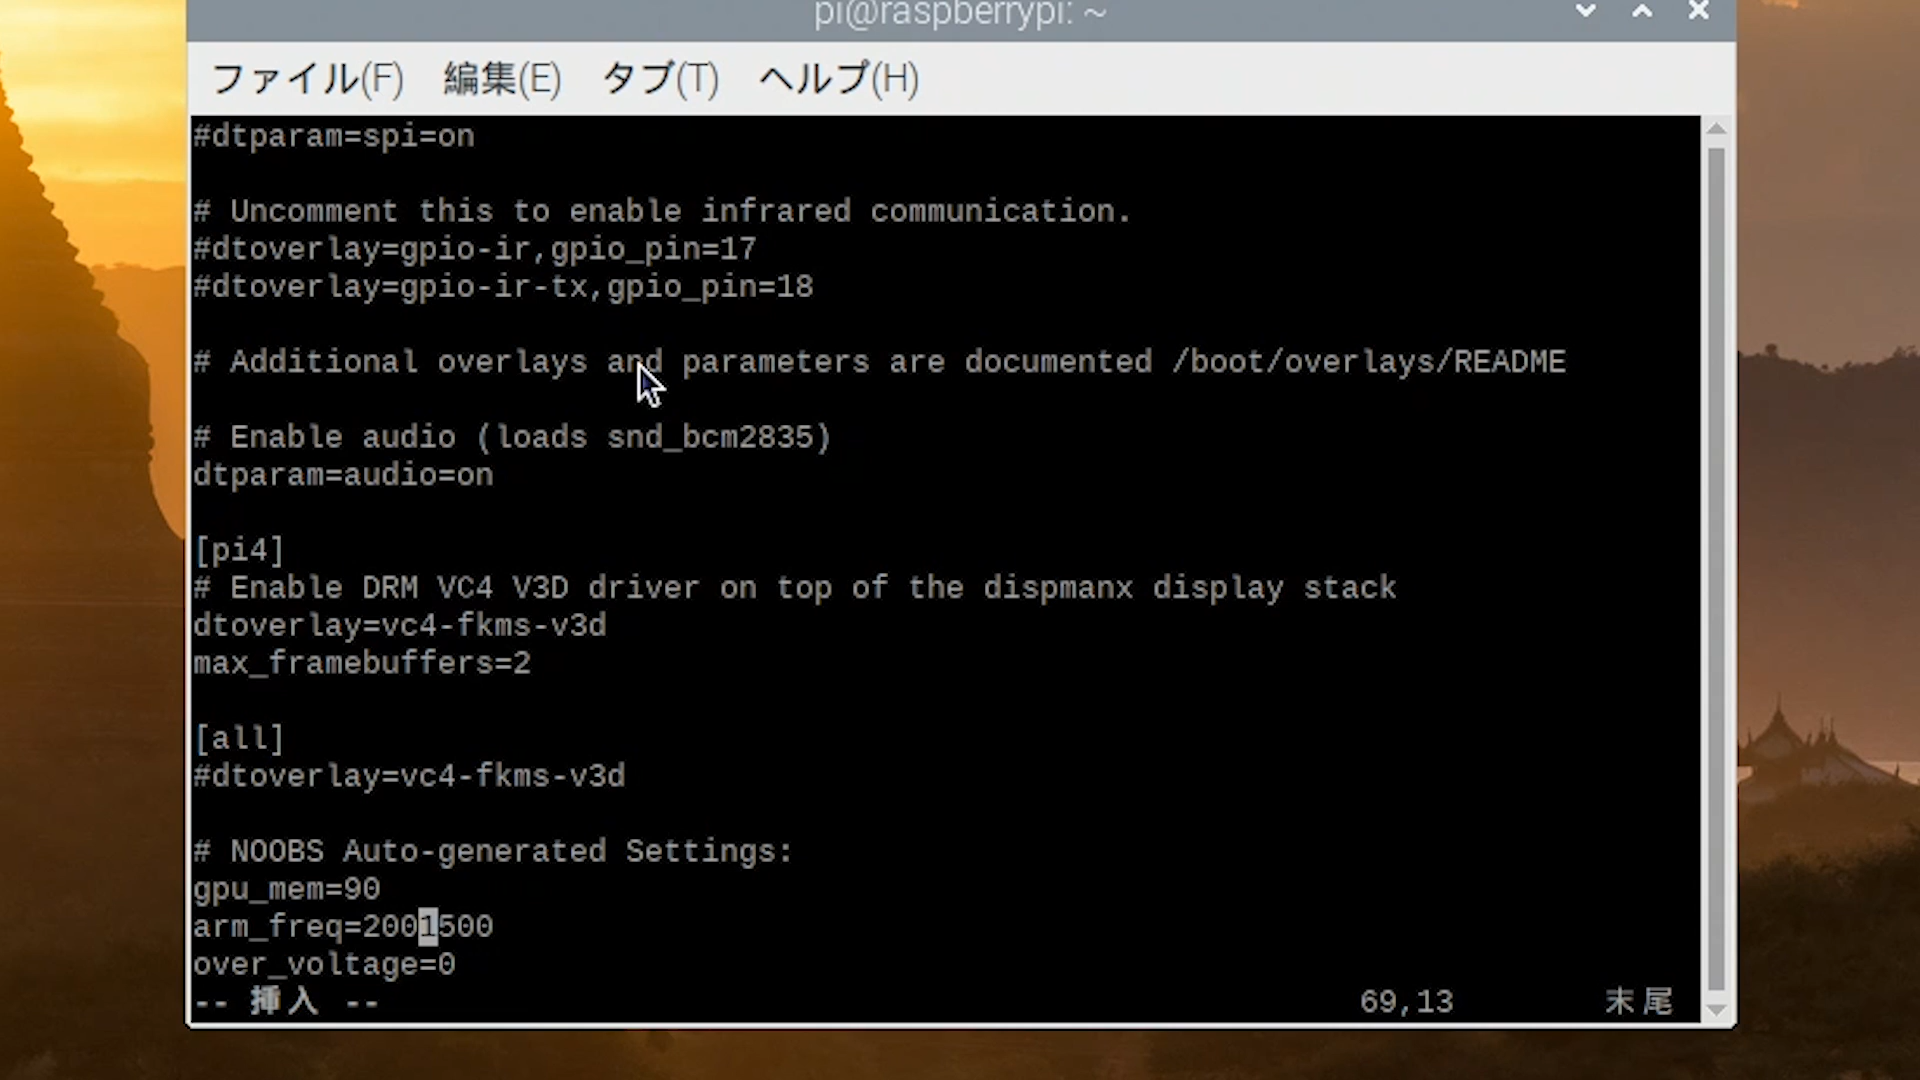 pi@raspberrypi: ~
ファイル(F) 編集(E) タブ(T) ヘルプ(H)
#dtparam=spi=on
# Uncomment this to enable infrared communication.
#dtoverlay=gpio-ir,gpio_pin=17
#dtoverlay=gpio-ir-tx,gpio_pin=18
# Additional overlays and parameters are documented /boot/overlays/README
# Enable audio (loads snd_bcm2835)
dtparam=audio=on
[pi4]
# Enable DRM VC4 V3D driver on top of the dispmanx display stack
dtoverlay=vc4-fkms-v3d
max_framebuffers=2
[all]
#dtoverlay=vc4-fkms-v3d
# NOOBS Auto-generated Settings:
gpu_mem=90
arm_freq=2001500
over_voltage=0
-- 挿入 -- 69,13 末尾